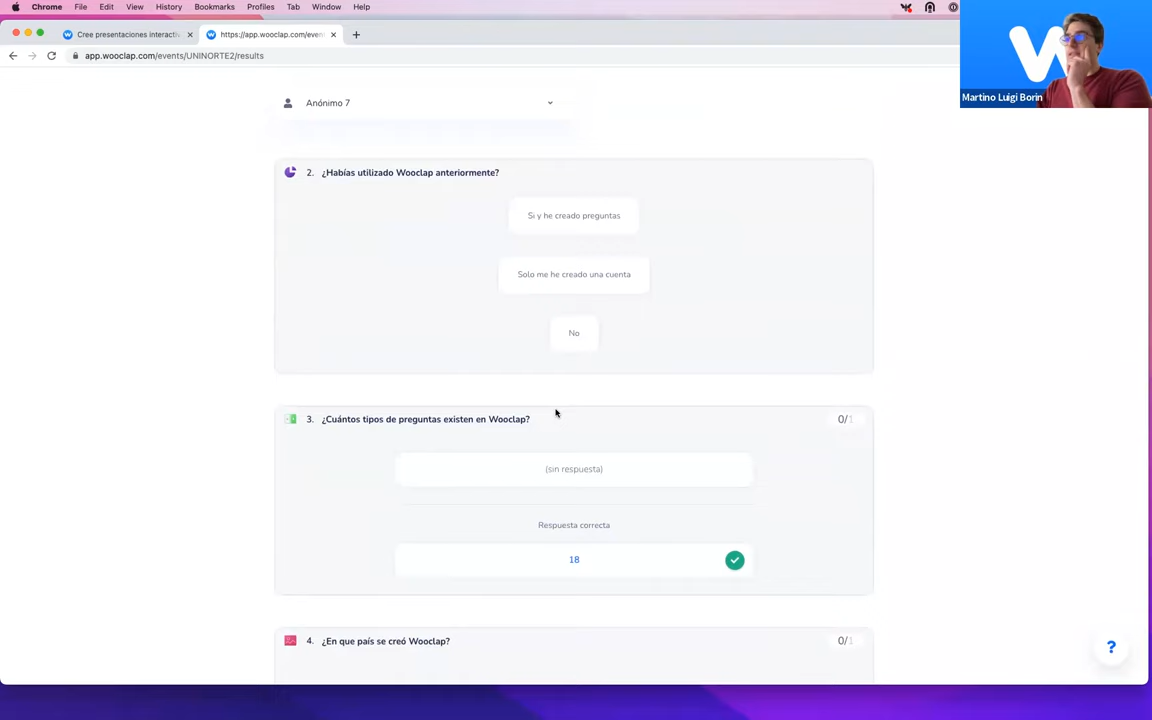 Chrome File Edit View History Bookmarks Profiles Tab Window Help
Cree presentaciones interacti
https://app.wooclap.com/even
app.wooclap.com/events/UNINORTE2/results
W
Martino Luigi Borin
Anónimo 7
2. ¿Habías utilizado Wooclap anteriormente?
Si y he creado preguntas
Solo me he creado una cuenta
No
3. ¿Cuántos tipos de preguntas existen en Wooclap?
0/1
(sin respuesta)
Respuesta correcta
18
4. ¿En que país se creó Wooclap?
0/1
?